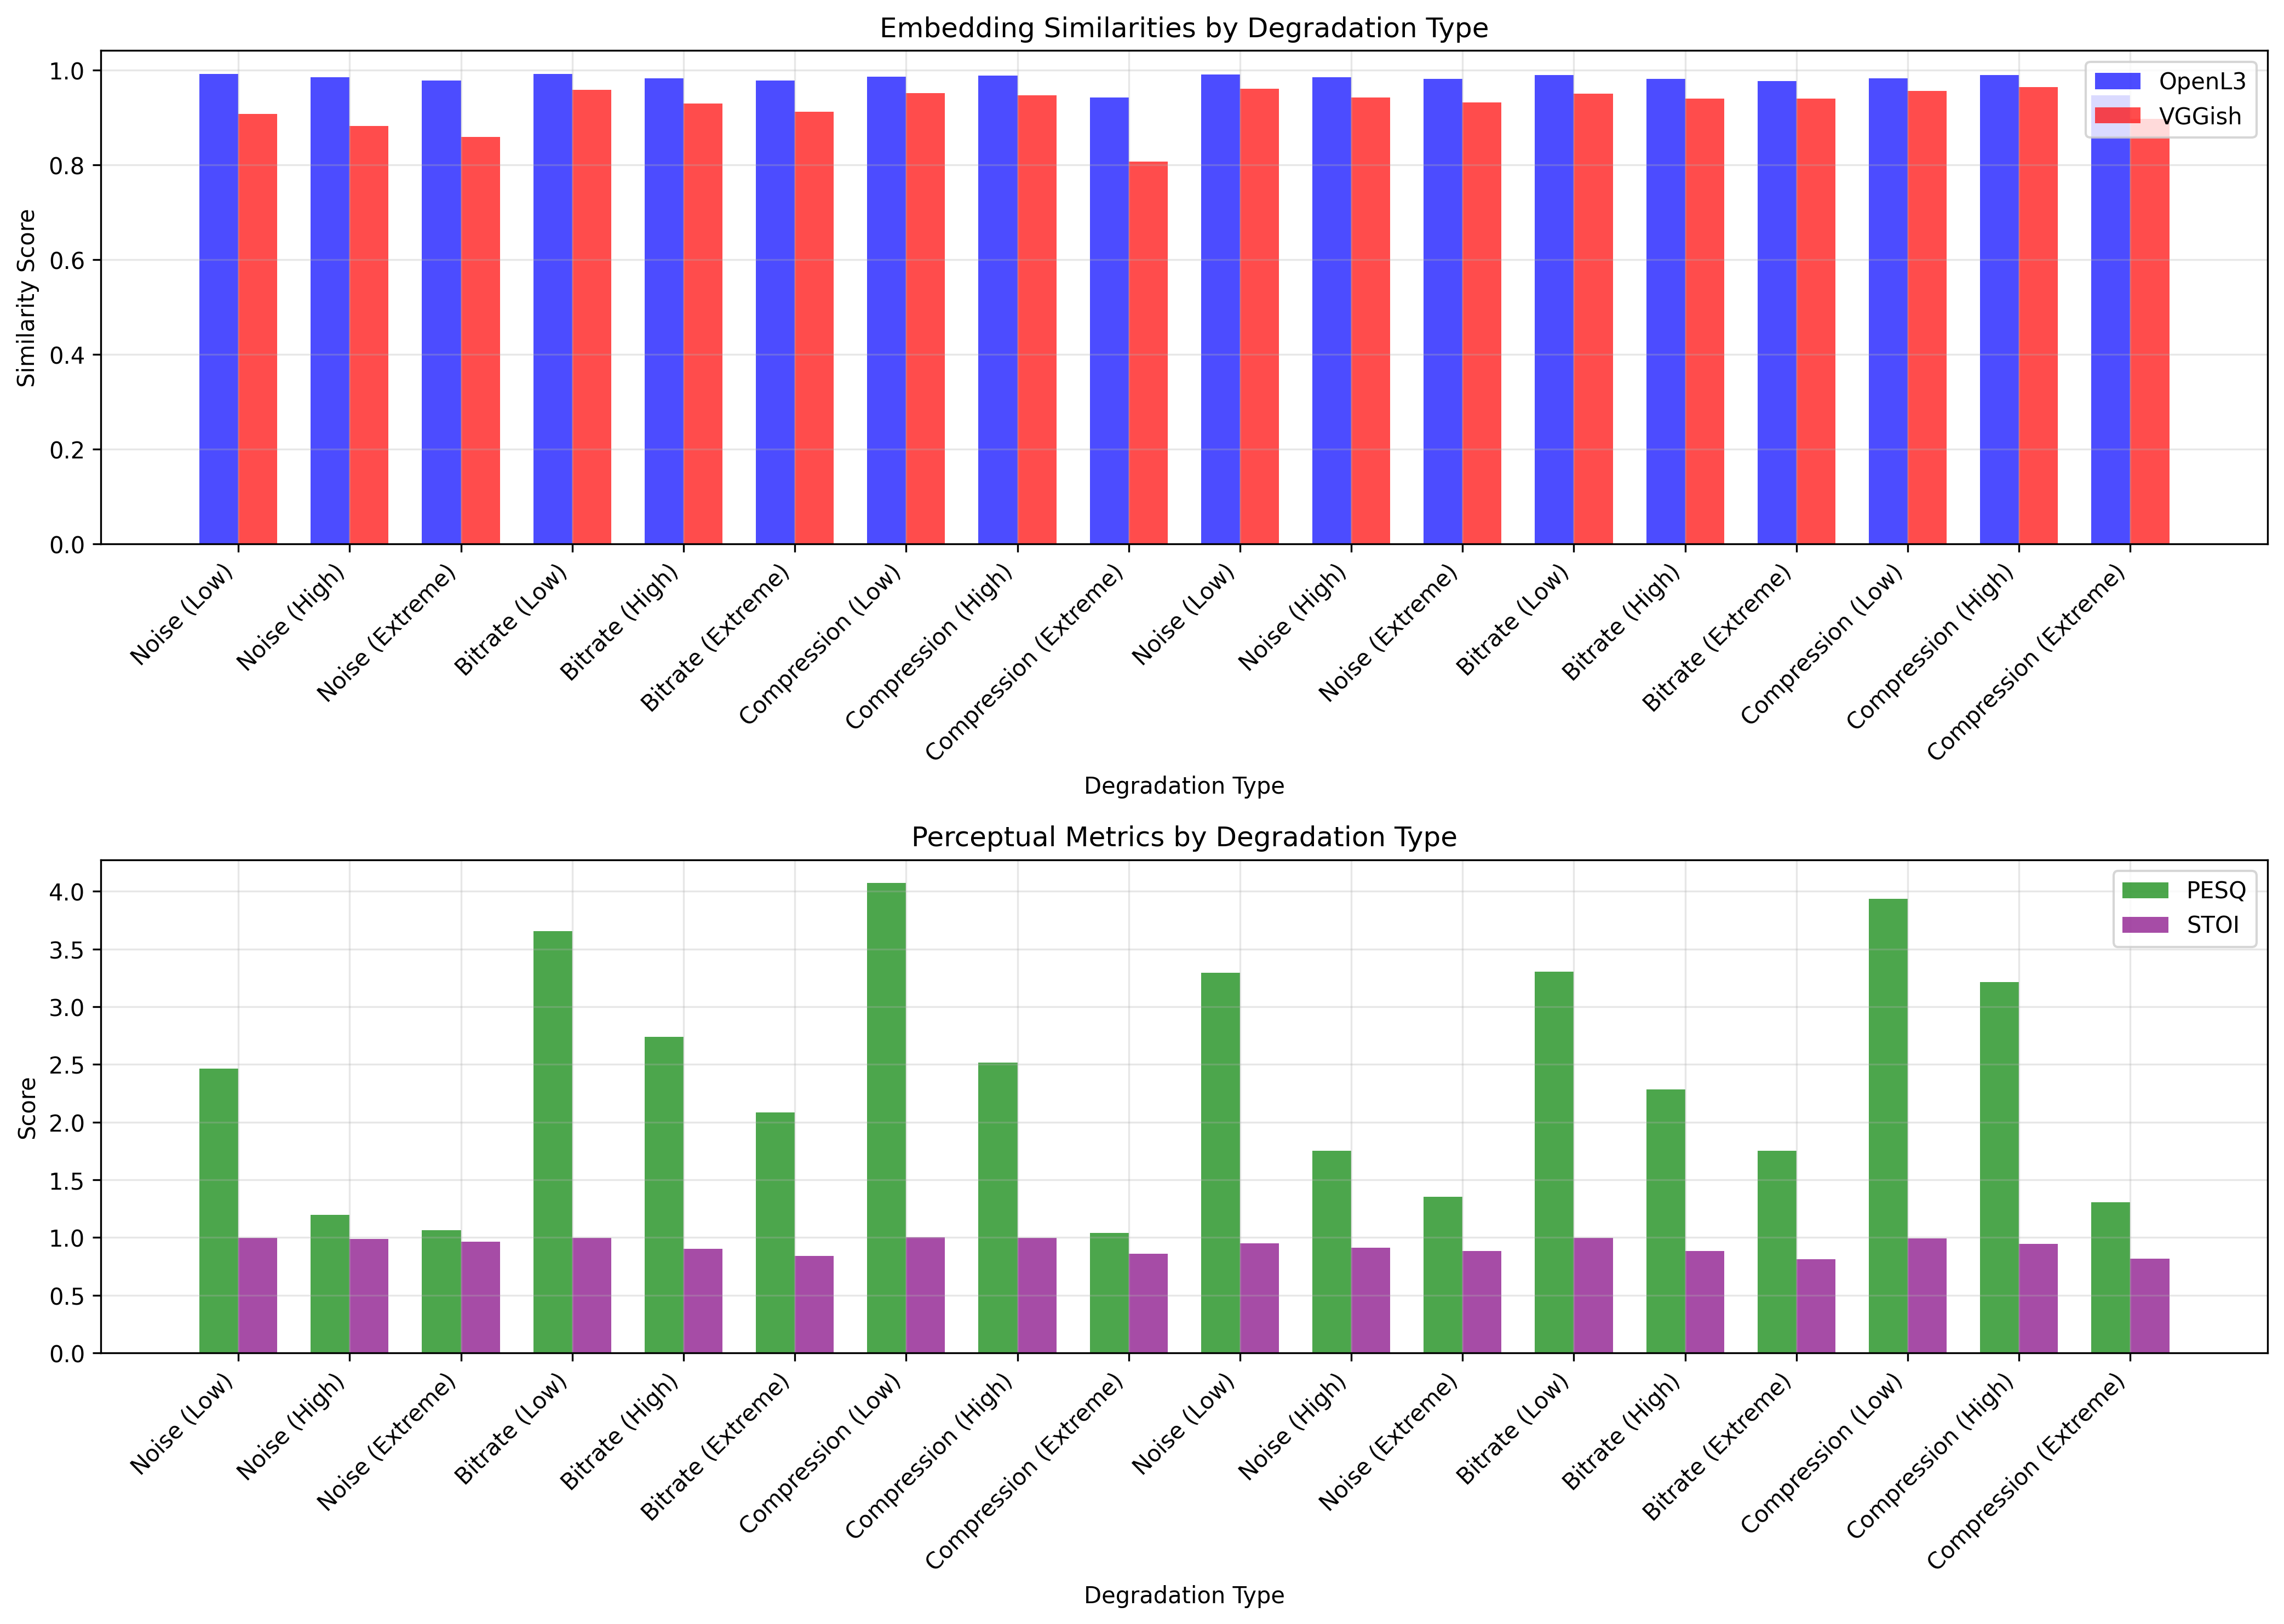 Embedding Similarities by Degradation Type
Similarity Score
1.0
0.8
0.6
0.4
0.2
0.0
OpenL3
VGGish
Noise (Low)
Noise (High)
Noise (Extreme)
Bitrate (Low)
Bitrate (High)
Bitrate (Extreme)
Compression (Low)
Compression (High)
Compression (Extreme)
Noise (Low)
Noise (High)
Noise (Extreme)
Bitrate (Low)
Bitrate (High)
Bitrate (Extreme)
Compression (Low)
Compression (High)
Compression (Extreme)
Degradation Type
Perceptual Metrics by Degradation Type
Score
4.0
3.5
3.0
2.5
2.0
1.5
1.0
0.5
0.0
PESQ
STOI
Noise (Low)
Noise (High)
Noise (Extreme)
Bitrate (Low)
Bitrate (High)
Bitrate (Extreme)
Compression (Low)
Compression (High)
Compression (Extreme)
Noise (Low)
Noise (High)
Noise (Extreme)
Bitrate (Low)
Bitrate (High)
Bitrate (Extreme)
Compression (Low)
Compression (High)
Compression (Extreme)
Degradation Type